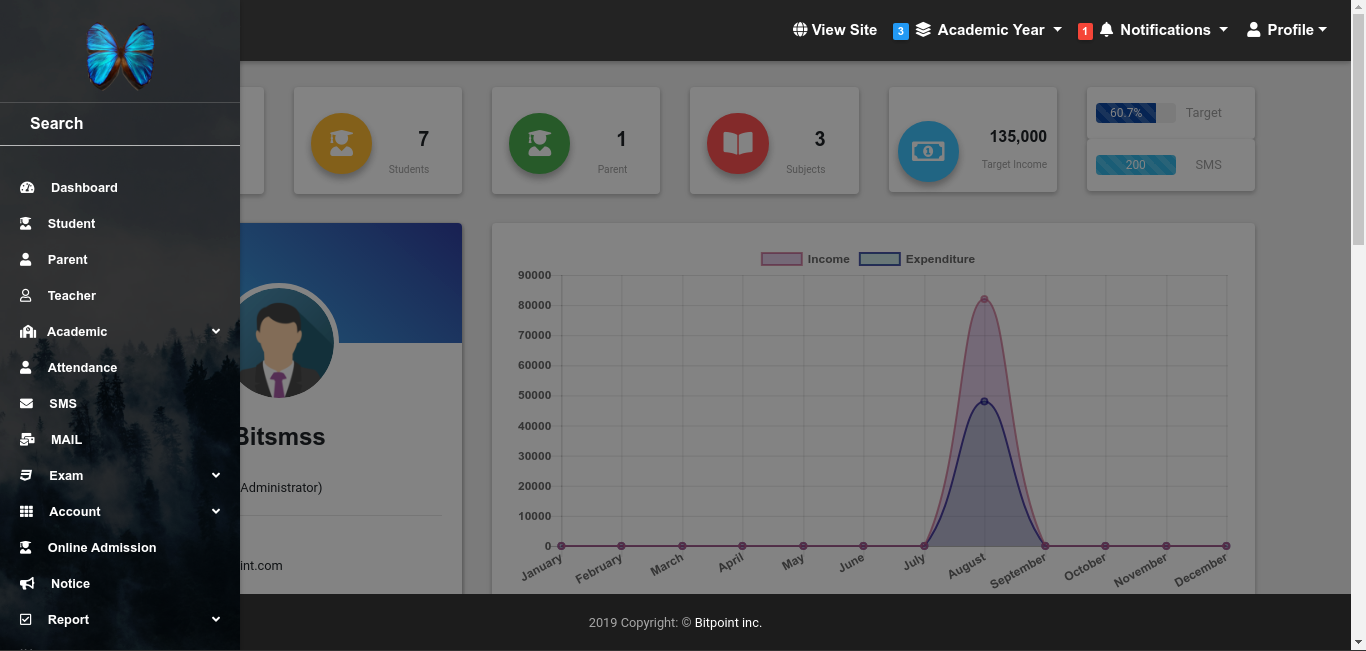 View Site
3 Academic Year
1 Notifications
Profile
Search
Dashboard
Student
Parent
Teacher
Academic
Attendance
SMS
MAIL
Exam
Account
Online Admission
Notice
Report
7
Students
1
Parent
3
Subjects
135,000
Target Income
60.7% Target
200 SMS
Bitsmss
Administrator)
int.com
Income Expenditure
90000
80000
70000
60000
50000
40000
30000
20000
10000
0
January February March April May June July August September October November December
2019 Copyright: © Bitpoint inc.